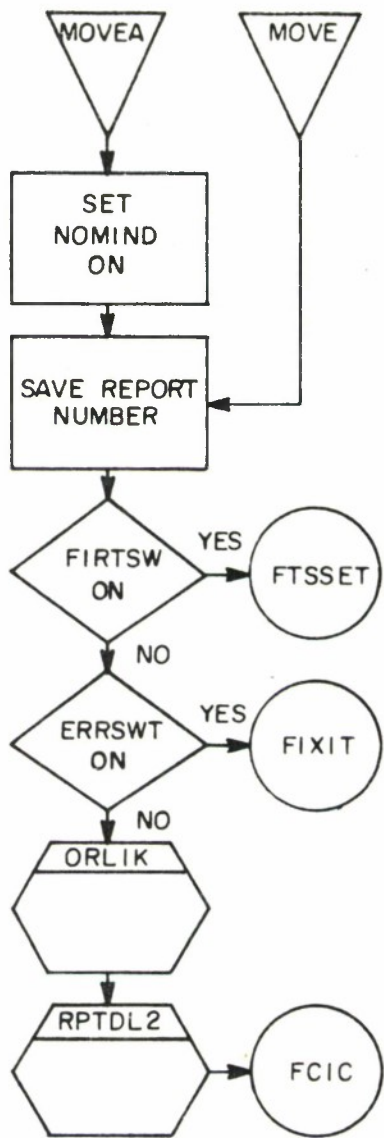 MOVEA
MOVE
SET
NOMIND
ON
SAVE REPORT
NUMBER
FIRTSW
ON
YES
FTSSET
NO
ERRSWT
ON
YES
FIXIT
NO
ORLIK
RPTDL2
FCIC